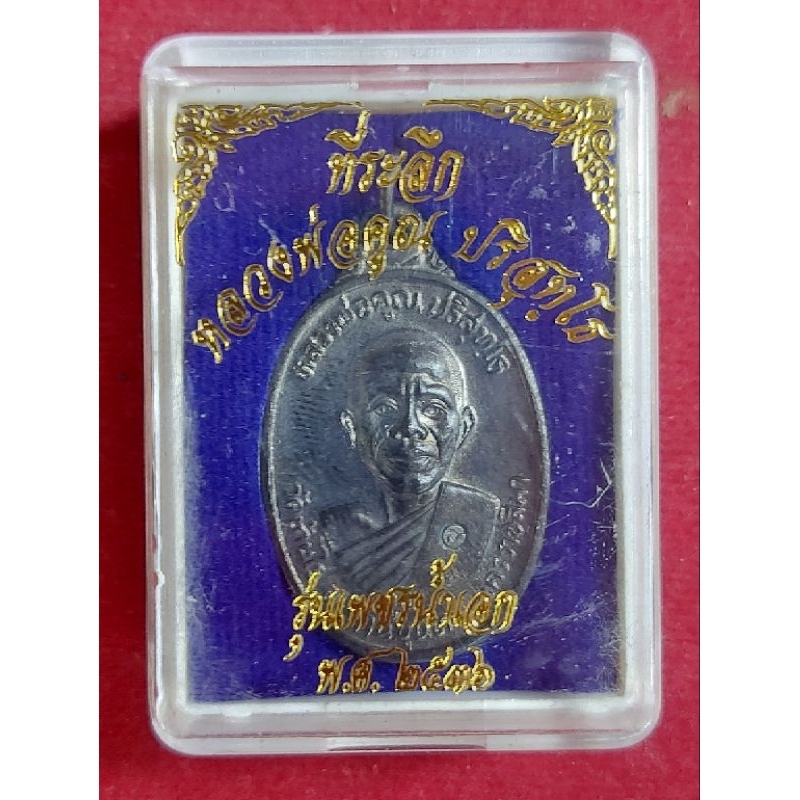 ที่ระลึก
หลวงพ่อคูณ ปริสุทฺโธ
หลวงพ่อคูณ ปริสุทฺโธ
รุ่นเพชรน้ำเอก
พ.ศ. ๒๕๓๖